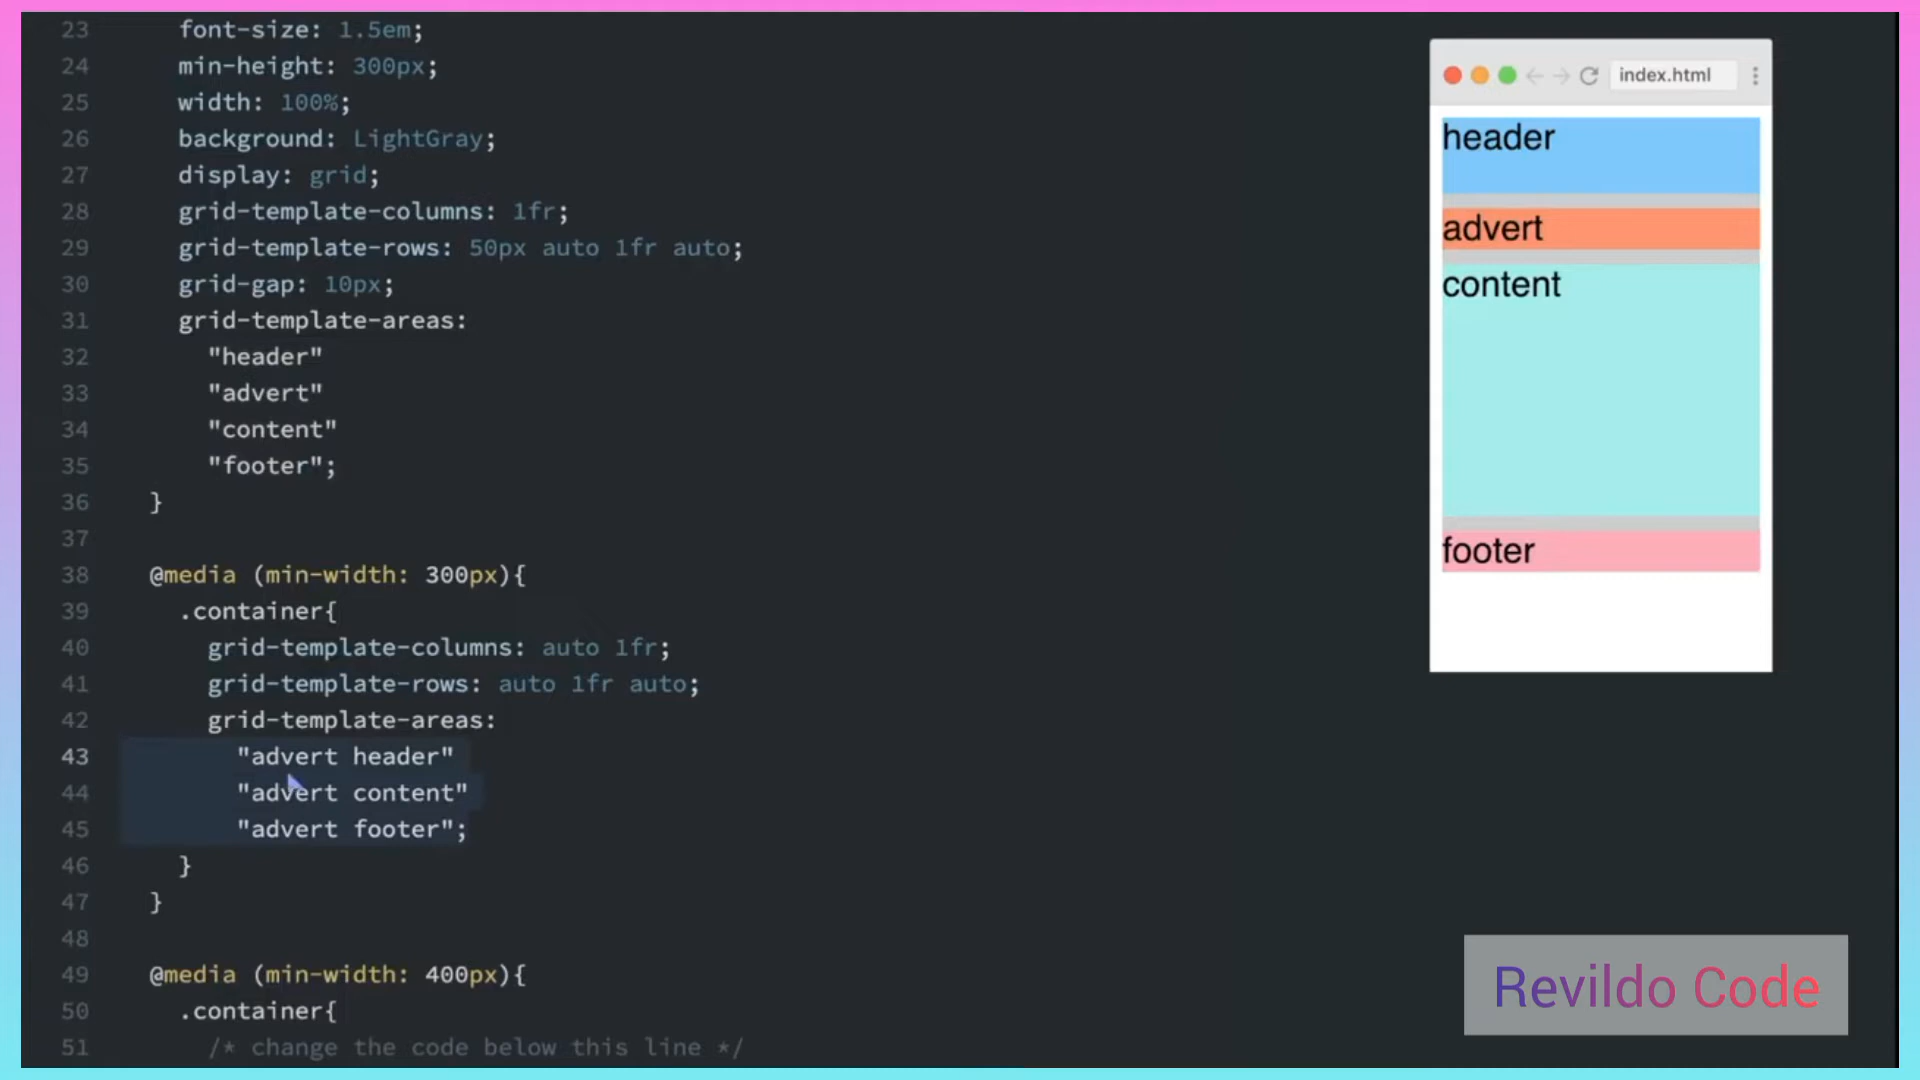 23 font-size: 1.5em;
24 min-height: 300px;
25 width: 100%;
26 background: LightGray;
27 display: grid;
28 grid-template-columns: 1fr;
29 grid-template-rows: 50px auto 1fr auto;
30 grid-gap: 10px;
31 grid-template-areas:
32 "header"
33 "advert"
34 "content"
35 "footer";
36 }
37
38 @media (min-width: 300px){
39 .container{
40 grid-template-columns: auto 1fr;
41 grid-template-rows: auto 1fr auto;
42 grid-template-areas:
43 "advert header"
44 "advert content"
45 "advert footer";
46 }
47 }
48
49 @media (min-width: 400px){
50 .container{
51 /* change the code below this line */
index.html
header
advert
content
footer
Revildo Code